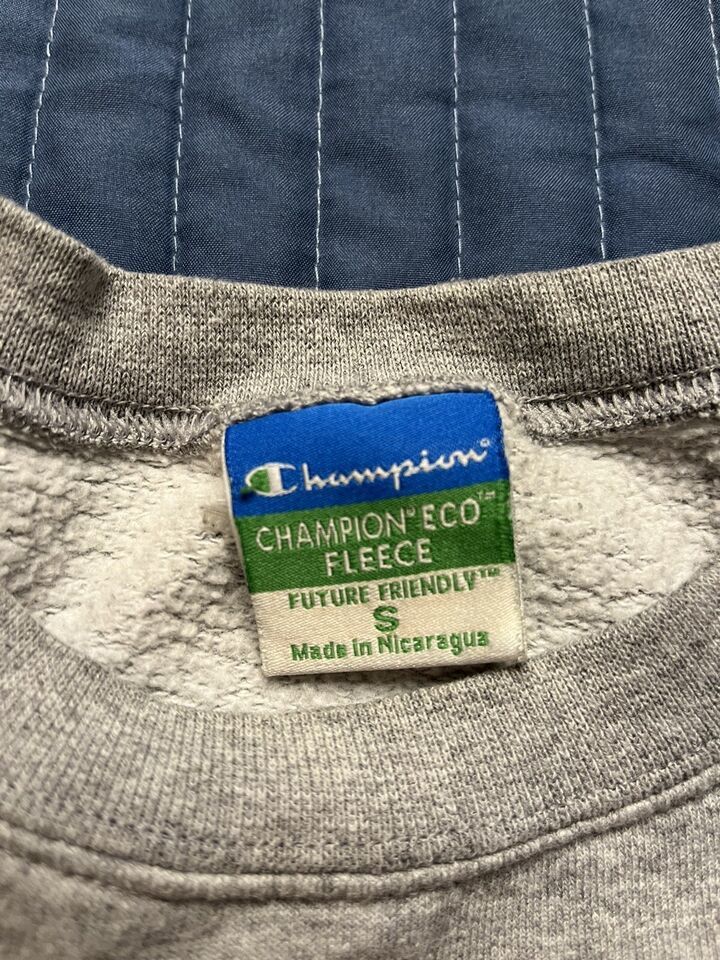 Champion®
CHAMPION® ECO™
FLEECE
FUTURE FRIENDLY™
S
Made in Nicaragua